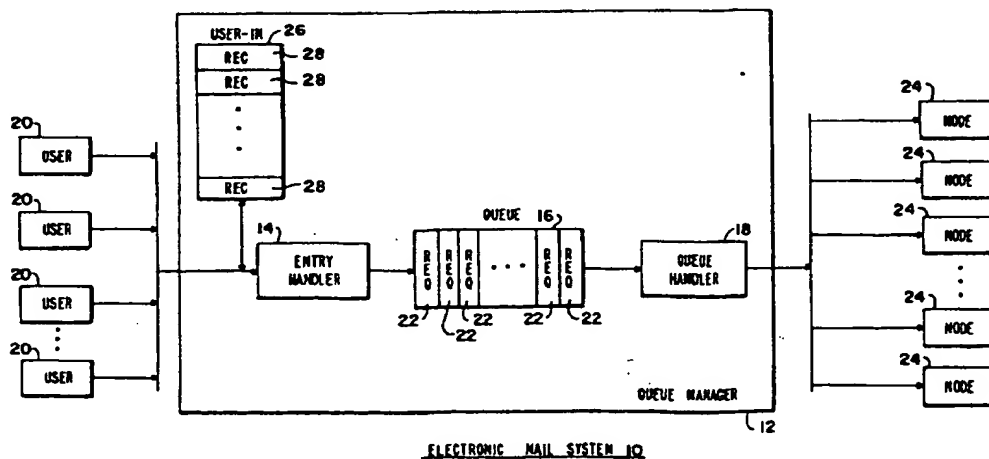 USER-IN 26
REC 28
REC 28
REC 28
20 USER
20 USER
20 USER
20 USER
14
ENTRY HANDLER
QUEUE 16
REQ REQ REQ REQ REQ
22 22 22 22 22
18
QUEUE HANDLER
24 NODE
24 NODE
24 NODE
24 NODE
24 NODE
QUEUE MANAGER
12
ELECTRONIC MAIL SYSTEM 10